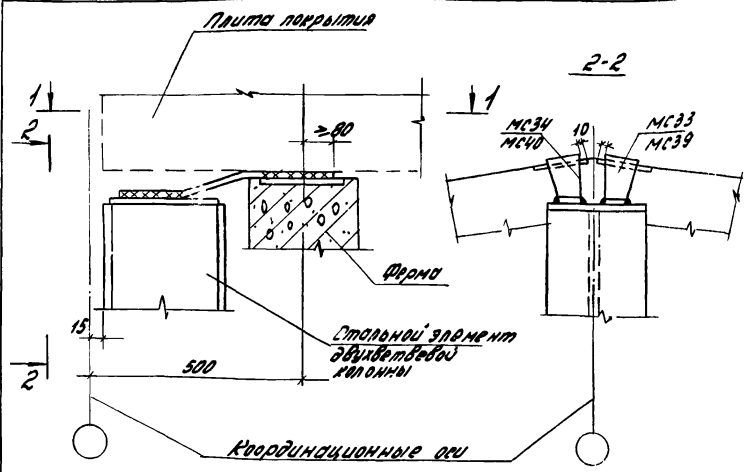 Плита покрытия
2-2
1
1
2
≥80
МС34
МС40
10
МС33
МС39
Ферма
15
Стальной элемент
двухветвевой
колонны
2
500
Координационные оси